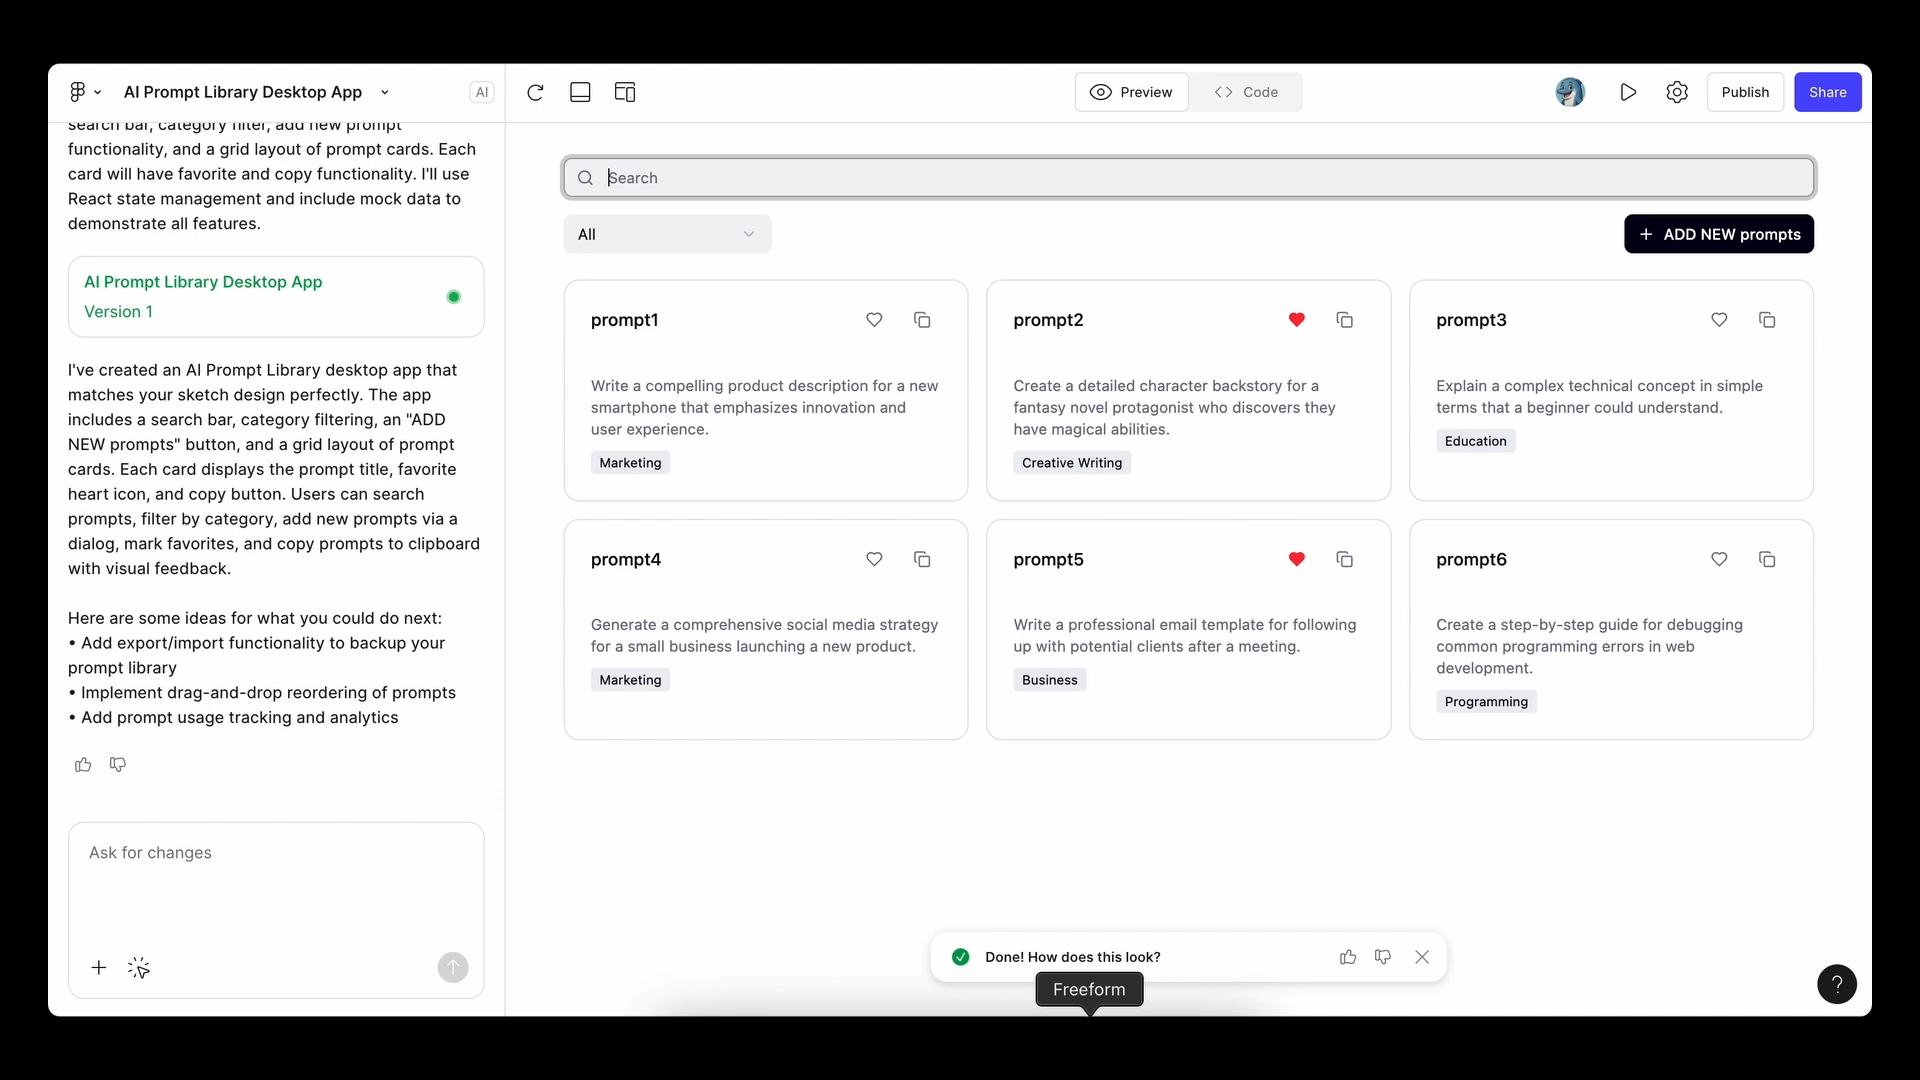 AI Prompt Library Desktop App
AI
Preview
Code
Publish
Share
search bar, category filter, add new prompt
functionality, and a grid layout of prompt cards. Each
card will have favorite and copy functionality. I'll use
React state management and include mock data to
demonstrate all features.
AI Prompt Library Desktop App
Version 1
I've created an AI Prompt Library desktop app that
matches your sketch design perfectly. The app
includes a search bar, category filtering, an "ADD
NEW prompts" button, and a grid layout of prompt
cards. Each card displays the prompt title, favorite
heart icon, and copy button. Users can search
prompts, filter by category, add new prompts via a
dialog, mark favorites, and copy prompts to clipboard
with visual feedback.
Here are some ideas for what you could do next:
• Add export/import functionality to backup your
prompt library
• Implement drag-and-drop reordering of prompts
• Add prompt usage tracking and analytics
Ask for changes
Search
All
+ ADD NEW prompts
prompt1
Write a compelling product description for a new
smartphone that emphasizes innovation and
user experience.
Marketing
prompt2
Create a detailed character backstory for a
fantasy novel protagonist who discovers they
have magical abilities.
Creative Writing
prompt3
Explain a complex technical concept in simple
terms that a beginner could understand.
Education
prompt4
Generate a comprehensive social media strategy
for a small business launching a new product.
Marketing
prompt5
Write a professional email template for following
up with potential clients after a meeting.
Business
prompt6
Create a step-by-step guide for debugging
common programming errors in web
development.
Programming
Done! How does this look?
Freeform
?